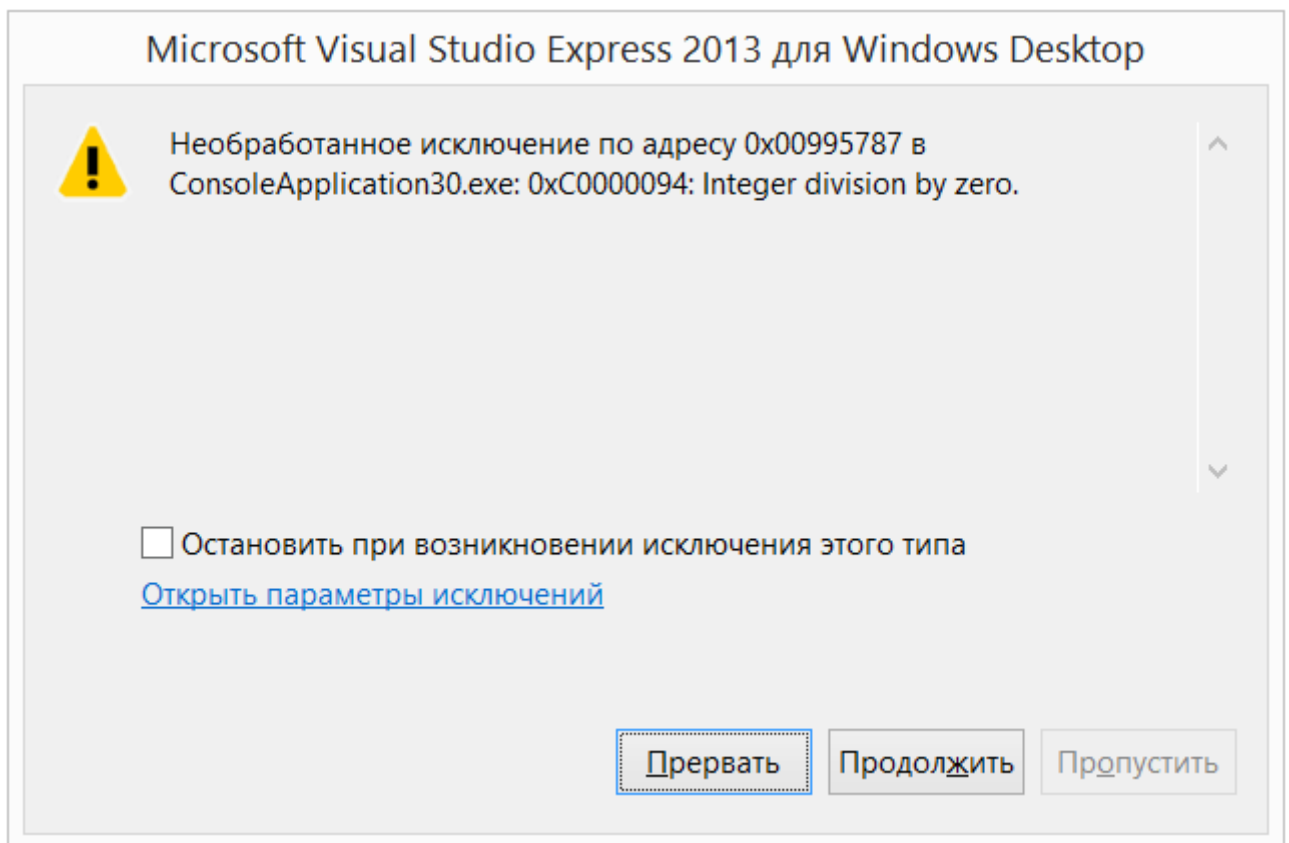 Microsoft Visual Studio Express 2013 для Windows Desktop
Необработанное исключение по адресу 0x00995787 в
ConsoleApplication30.exe: 0xC0000094: Integer division by zero.
Остановить при возникновении исключения этого типа
Открыть параметры исключений
Прервать
Продолжить
Пропустить